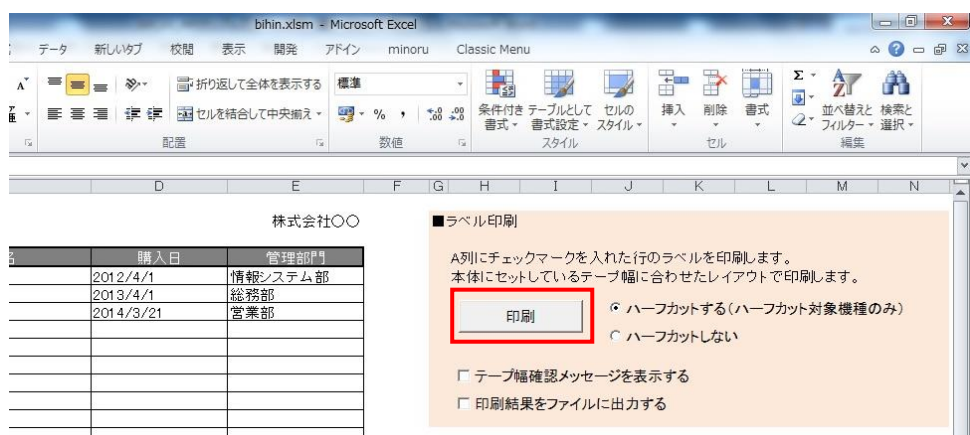 bihin.xlsm - Microsoft Excel
データ 新しいタブ 校閲 表示 開発 アドイン minoru Classic Menu
折り返して全体を表示する 標準
セルを結合して中央揃え % ,
条件付き書式 テーブルとして書式設定 セルのスタイル 挿入 削除 書式 Σ 並べ替えとフィルター 検索と選択
配置 数値 スタイル セル 編集
D E F G H I J K L M N
株式会社○○
■ラベル印刷
購入日 管理部門
A列にチェックマークを入れた行のラベルを印刷します。
2012/4/1 情報システム部
本体にセットしているテープ幅に合わせたレイアウトで印刷します。
2013/4/1 総務部
2014/3/21 営業部
印刷
ハーフカットする(ハーフカット対象機種のみ)
ハーフカットしない
テープ幅確認メッセージを表示する
印刷結果をファイルに出力する